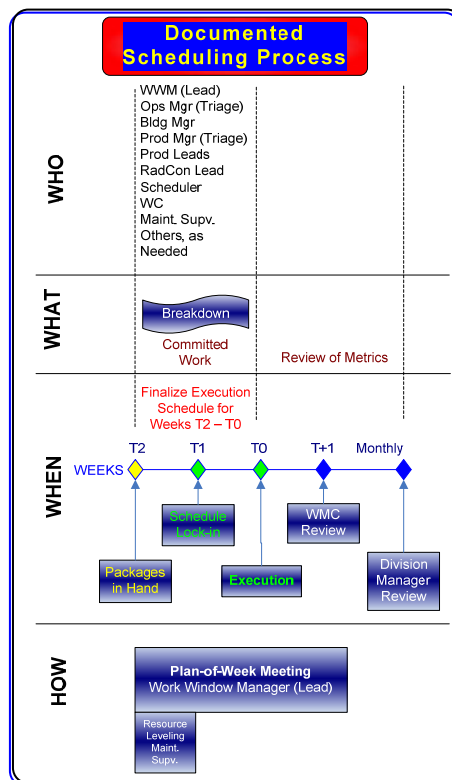 Documented
Scheduling Process
WHO
WWM (Lead)
Ops Mgr (Triage)
Bldg Mgr
Prod Mgr (Triage)
Prod Leads
RadCon Lead
Scheduler
WC
Maint. Supv.
Others, as
Needed
WHAT
Breakdown
Committed
Work
Review of Metrics
WHEN
Finalize Execution
Schedule for
Weeks T2 – T0
T2 T1 T0 T+1 Monthly
WEEKS
Schedule
Lock-in
WMC
Review
Packages
in Hand
Execution
Division
Manager
Review
HOW
Plan-of-Week Meeting
Work Window Manager (Lead)
Resource
Leveling
Maint.
Supv.